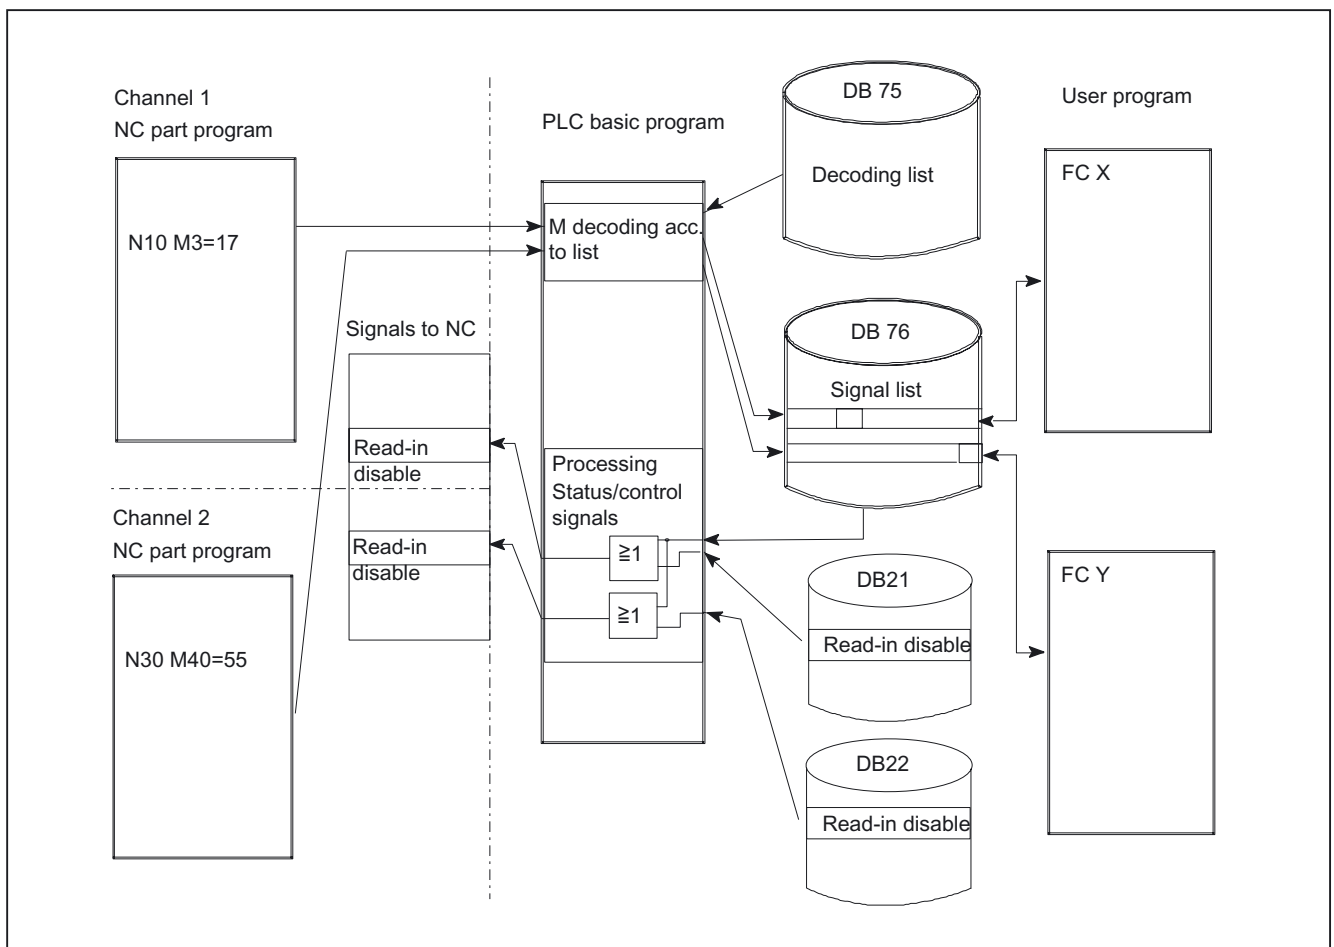 Channel 1
NC part program
N10 M3=17
Signals to NC
Read-in
disable
Channel 2
NC part program
Read-in
disable
N30 M40=55
PLC basic program
M decoding acc.
to list
Processing
Status/control
signals
≧1
≧1
DB 75
Decoding list
DB 76
Signal list
DB21
Read-in disable
DB22
Read-in disable
User program
FC X
FC Y